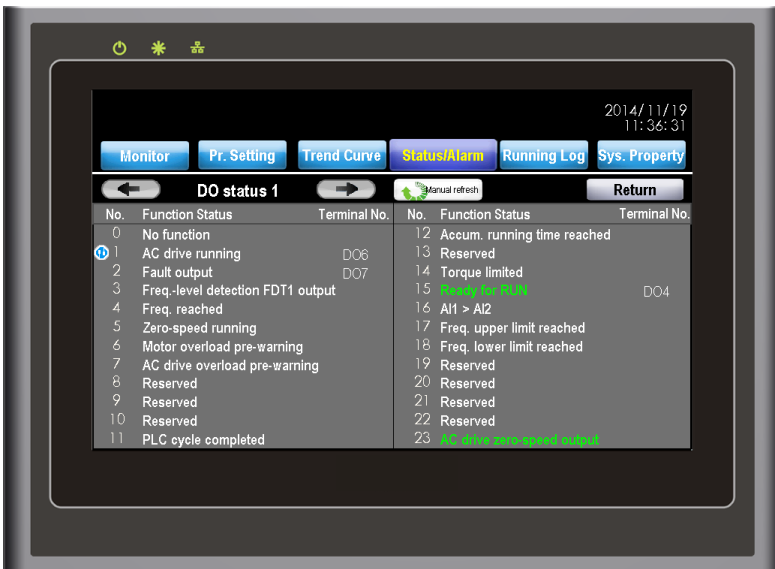 2014/11/19
11:36:31
Monitor Pr. Setting Trend Curve Status/Alarm Running Log Sys. Property
DO status 1 Manual refresh Return
No. Function Status Terminal No. No. Function Status Terminal No.
0 No function 12 Accum. running time reached
1 AC drive running DO6 13 Reserved
2 Fault output DO7 14 Torque limited
3 Freq.-level detection FDT1 output 15 Ready for RUN DO4
4 Freq. reached 16 AI1 > AI2
5 Zero-speed running 17 Freq. upper limit reached
6 Motor overload pre-warning 18 Freq. lower limit reached
7 AC drive overload pre-warning 19 Reserved
8 Reserved 20 Reserved
9 Reserved 21 Reserved
10 Reserved 22 Reserved
11 PLC cycle completed 23 AC drive zero-speed output